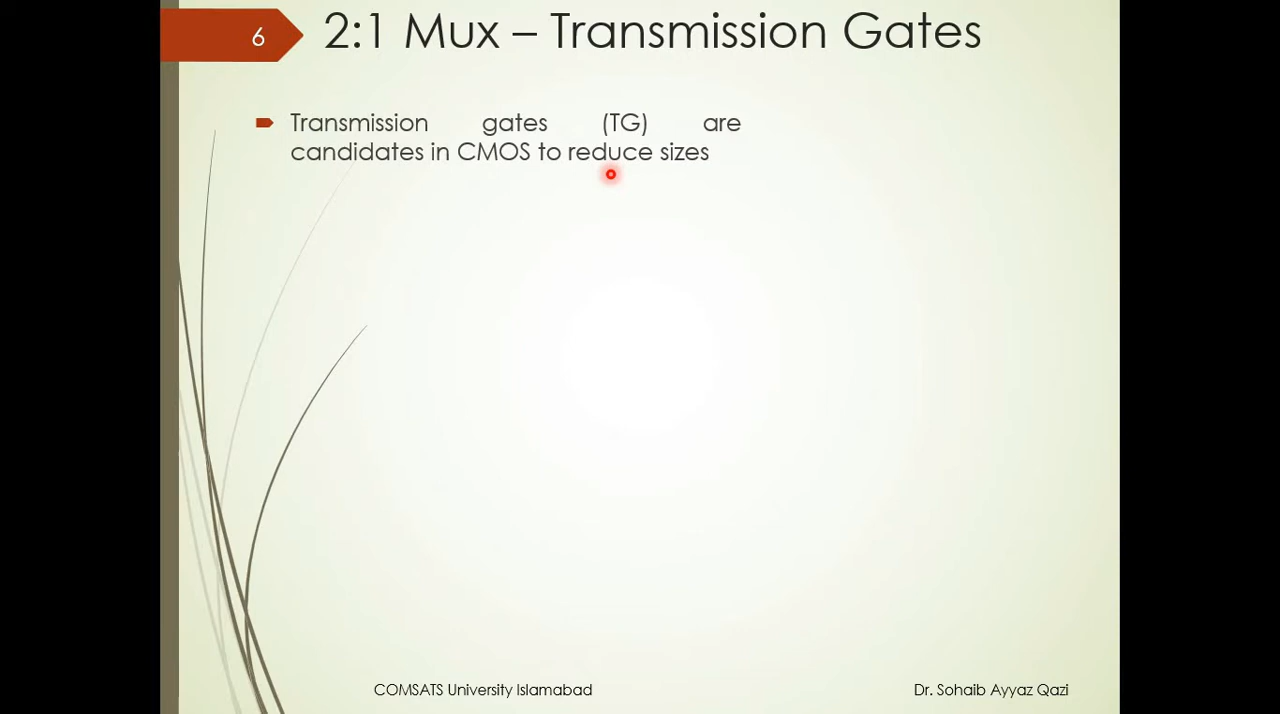 6
2:1 Mux – Transmission Gates
Transmission gates (TG) are
candidates in CMOS to reduce sizes
COMSATS University Islamabad
Dr. Sohaib Ayyaz Qazi